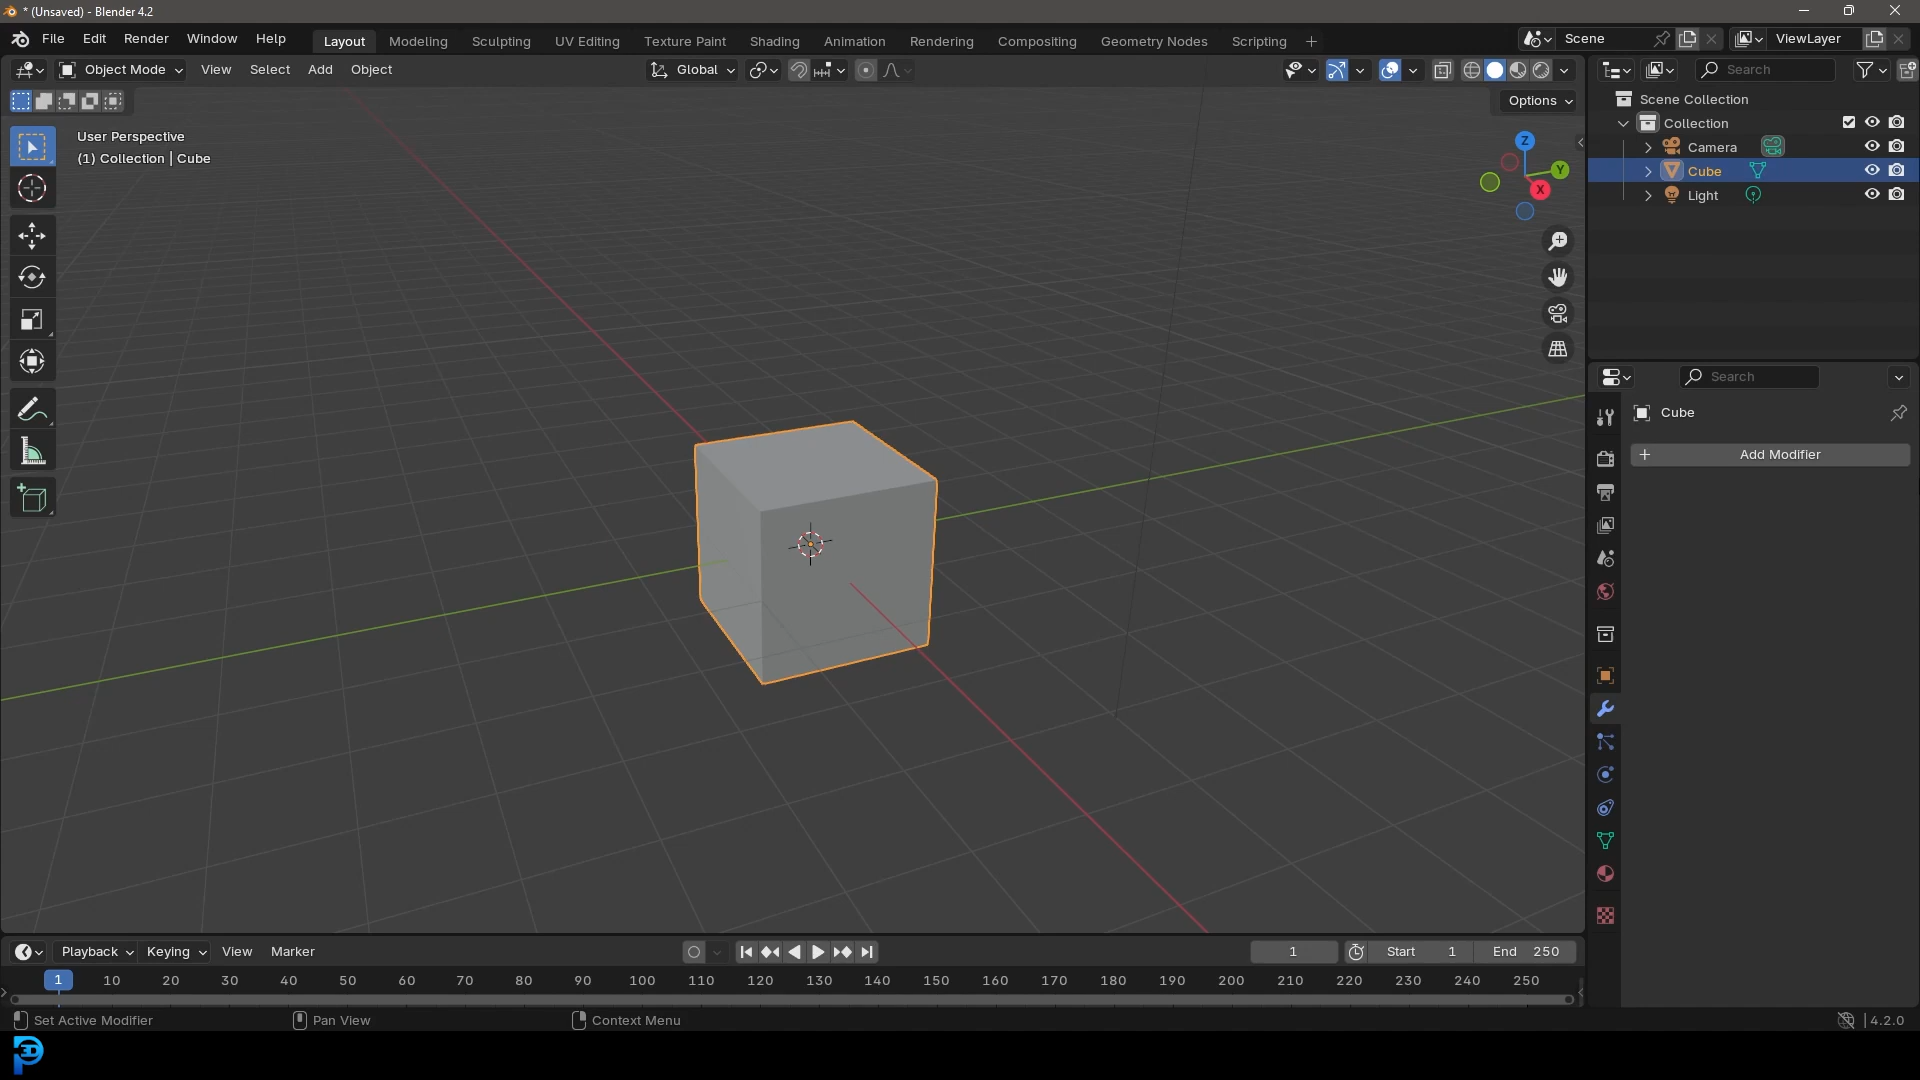 * (Unsaved) - Blender 4.2
File Edit Render Window Help Layout Modeling Sculpting UV Editing Texture Paint Shading Animation Rendering Compositing Geometry Nodes Scripting + Scene ViewLayer
Object Mode View Select Add Object Global Search
Options
User Perspective
(1) Collection | Cube
Z
Y
X
Scene Collection
Collection
Camera
Cube
Light
Search
Cube
+ Add Modifier
Playback Keying View Marker 1 Start 1 End 250
1 10 20 30 40 50 60 70 80 90 100 110 120 130 140 150 160 170 180 190 200 210 220 230 240 250
Set Active Modifier Pan View Context Menu 4.2.0
3D